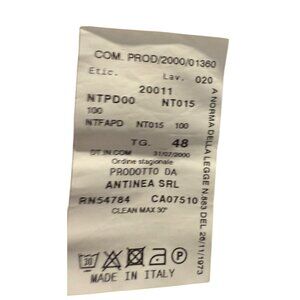 COM. PROD/2000/01360
Etic. Lav. 020
20011
NTPD00 NT015
100
NTFAPD NT015 100
TG. 48
DT.IN.COM 31/07/2000
Ordine stagionale
PRODOTTO DA
ANTINEA SRL
RN54784 CA07510
CLEAN MAX 30°
30 A P
MADE IN ITALY
A NORMA DELLA LEGGE N.883 DEL 26/11/1973